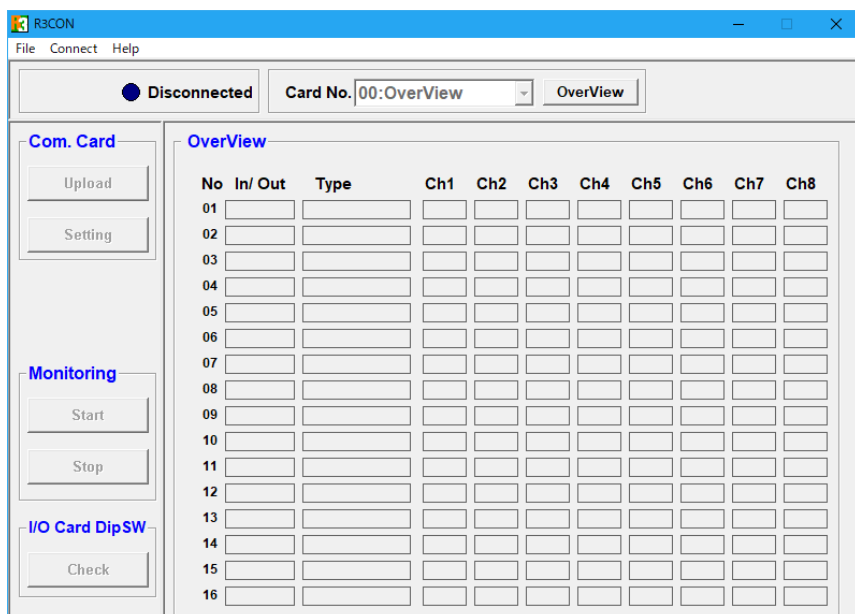 R3CON
File Connect Help
Disconnected
Card No. 00:OverView
OverView
Com. Card
Upload
Setting
Monitoring
Start
Stop
I/O Card DipSW
Check
OverView
No In/ Out Type Ch1 Ch2 Ch3 Ch4 Ch5 Ch6 Ch7 Ch8
01
02
03
04
05
06
07
08
09
10
11
12
13
14
15
16